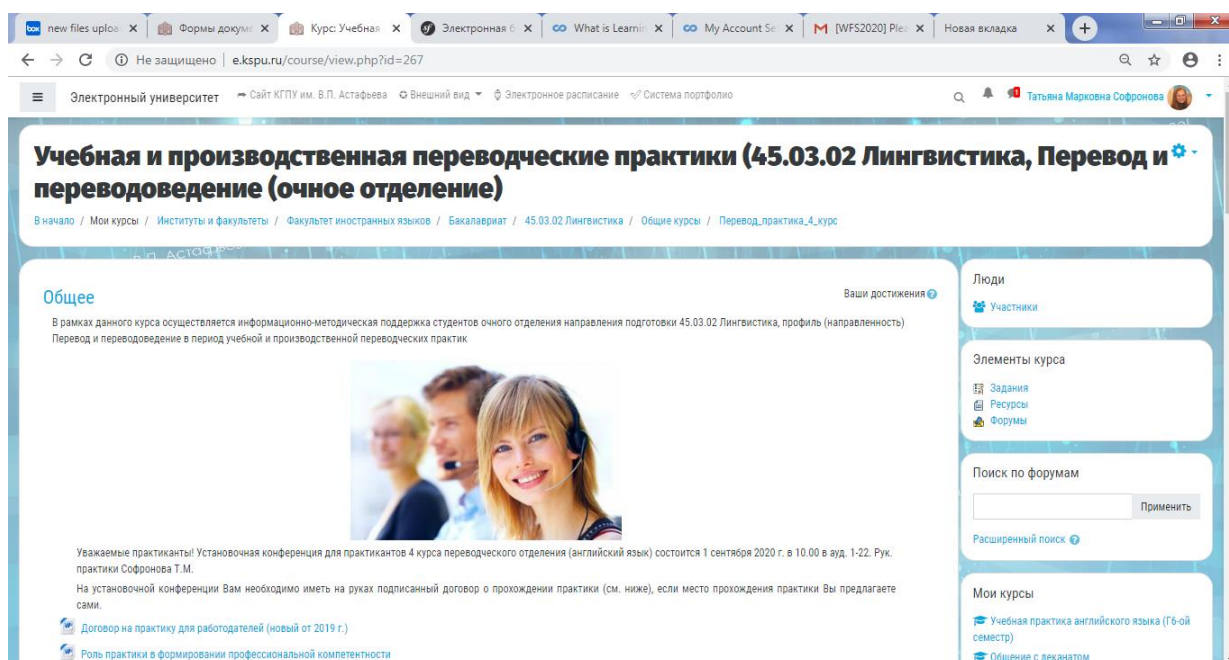 new files uploa
Формы докуме
Курс: Учебная
Электронная б
What is Learnin
My Account Se
[WFS2020] Plea
Новая вкладка
Не защищено | e.kspu.ru/course/view.php?id=267
Электронный университет
Сайт КГПУ им. В.П. Астафьева
Внешний вид
Электронное расписание
Система портфолио
Татьяна Марковна Софронова
Учебная и производственная переводческие практики (45.03.02 Лингвистика, Перевод и
переводоведение (очное отделение)
В начало / Мои курсы / Институты и факультеты / Факультет иностранных языков / Бакалавриат / 45.03.02 Лингвистика / Общие курсы / Перевод_практика_4_курс
Общее
Ваши достижения
В рамках данного курса осуществляется информационно-методическая поддержка студентов очного отделения направления подготовки 45.03.02 Лингвистика, профиль (направленность)
Перевод и переводоведение в период учебной и производственной переводческих практик
Уважаемые практиканты! Установочная конференция для практикантов 4 курса переводческого отделения (английский язык) состоится 1 сентября 2020 г. в 10.00 в ауд. 1-22. Рук.
практики Софронова Т.М.
На установочной конференции Вам необходимо иметь на руках подписанный договор о прохождении практики (см. ниже), если место прохождения практики Вы предлагаете
сами.
Договор на практику для работодателей (новый от 2019 г.)
Роль практики в формировании профессиональной компетентности
Люди
Участники
Элементы курса
Задания
Ресурсы
Форумы
Поиск по форумам
Применить
Расширенный поиск
Мои курсы
Учебная практика английского языка (Г6-ой
семестр)
Общение с деканатом